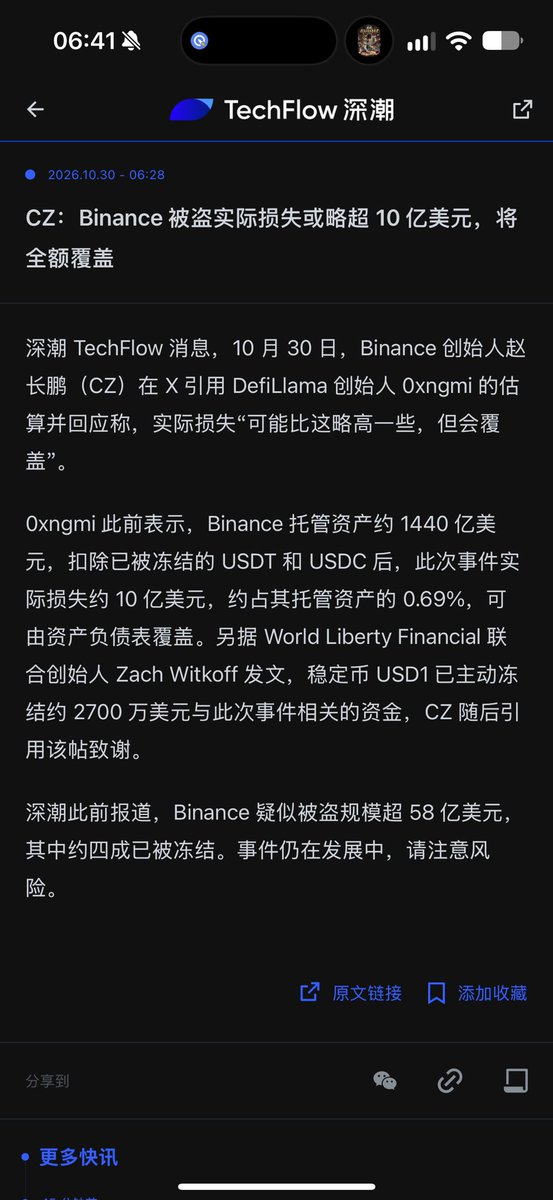 06:41
TechFlow 深潮
2026.10.30 - 06:28
CZ：Binance 被盗实际损失或略超 10 亿美元，将
全额覆盖
深潮 TechFlow 消息，10 月 30 日，Binance 创始人赵
长鹏（CZ）在 X 引用 DefiLlama 创始人 0xngmi 的估
算并回应称，实际损失“可能比这略高一些，但会覆
盖”。
0xngmi 此前表示，Binance 托管资产约 1440 亿美
元，扣除已被冻结的 USDT 和 USDC 后，此次事件实
际损失约 10 亿美元，约占其托管资产的 0.69%，可
由资产负债表覆盖。另据 World Liberty Financial 联
合创始人 Zach Witkoff 发文，稳定币 USD1 已主动冻
结约 2700 万美元与此次事件相关的资金，CZ 随后引
用该帖致谢。
深潮此前报道，Binance 疑似被盗规模超 58 亿美元，
其中约四成已被冻结。事件仍在发展中，请注意风
险。
原文链接
添加收藏
分享到
更多快讯